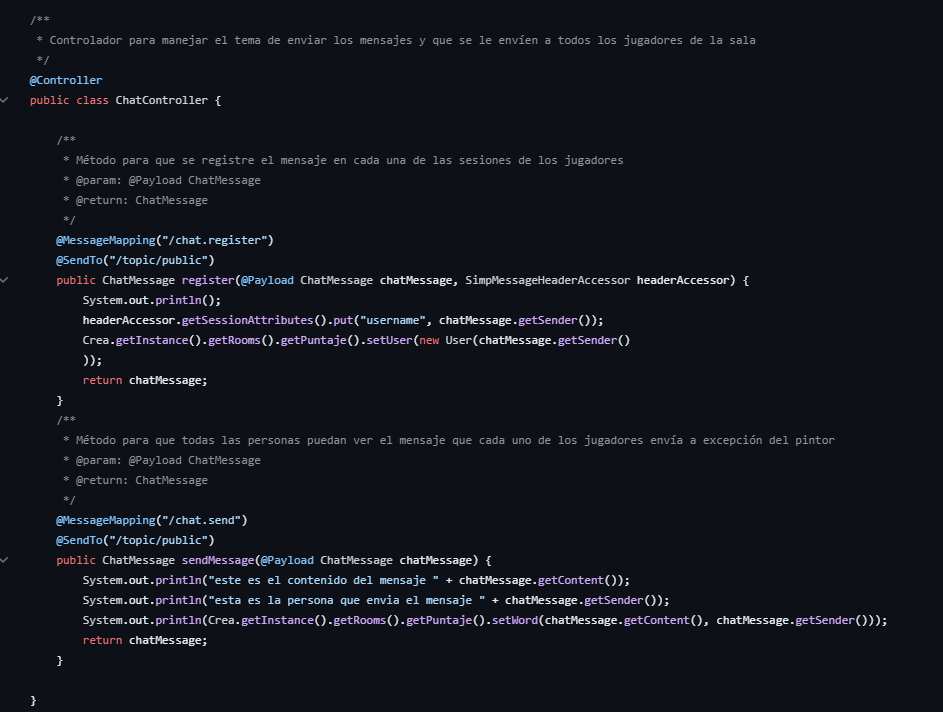 /**
 * Controlador para manejar el tema de enviar los mensajes y que se le envíen a todos los jugadores de la sala
 */
@Controller
public class ChatController {
    /**
     * Método para que se registre el mensaje en cada una de las sesiones de los jugadores
     * @param: @Payload ChatMessage
     * @return: ChatMessage
     */
    @MessageMapping("/chat.register")
    @SendTo("/topic/public")
    public ChatMessage register(@Payload ChatMessage chatMessage, SimpMessageHeaderAccessor headerAccessor) {
        System.out.println();
        headerAccessor.getSessionAttributes().put("username", chatMessage.getSender());
        Crea.getInstance().getRooms().getPuntaje().setUser(new User(chatMessage.getSender()
        ));
        return chatMessage;
    }
    /**
     * Método para que todas las personas puedan ver el mensaje que cada uno de los jugadores envía a excepción del pintor
     * @param: @Payload ChatMessage
     * @return: ChatMessage
     */
    @MessageMapping("/chat.send")
    @SendTo("/topic/public")
    public ChatMessage sendMessage(@Payload ChatMessage chatMessage) {
        System.out.println("este es el contenido del mensaje " + chatMessage.getContent());
        System.out.println("esta es la persona que envia el mensaje " + chatMessage.getSender());
        System.out.println(Crea.getInstance().getRooms().getPuntaje().setWord(chatMessage.getContent(), chatMessage.getSender()));
        return chatMessage;
    }
}